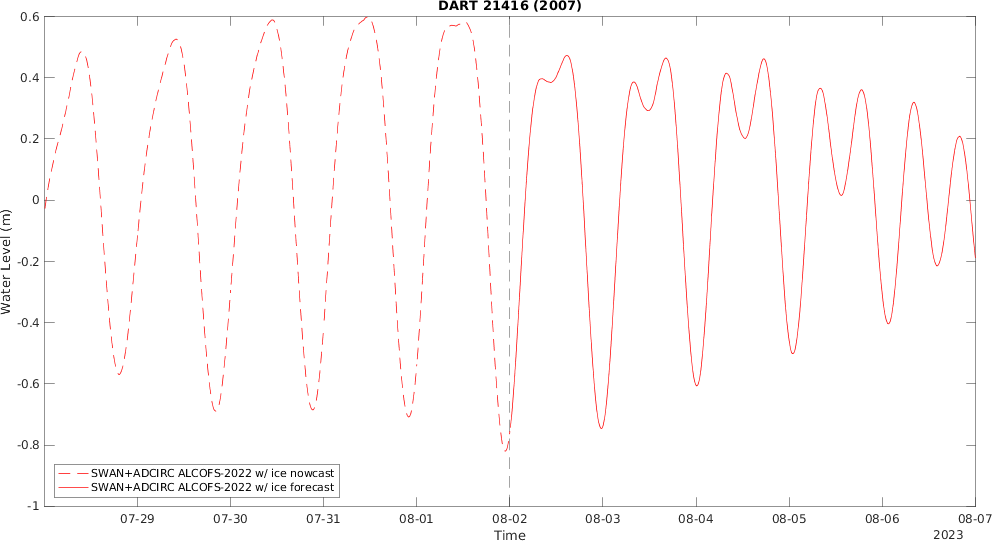 DART 21416 (2007)
0.6
0.4
0.2
0
-0.2
-0.4
-0.6
-0.8
-1
Water Level (m)
SWAN+ADCIRC ALCOFS-2022 w/ ice nowcast
SWAN+ADCIRC ALCOFS-2022 w/ ice forecast
07-29 07-30 07-31 08-01 08-02 08-03 08-04 08-05 08-06 08-07
Time
2023